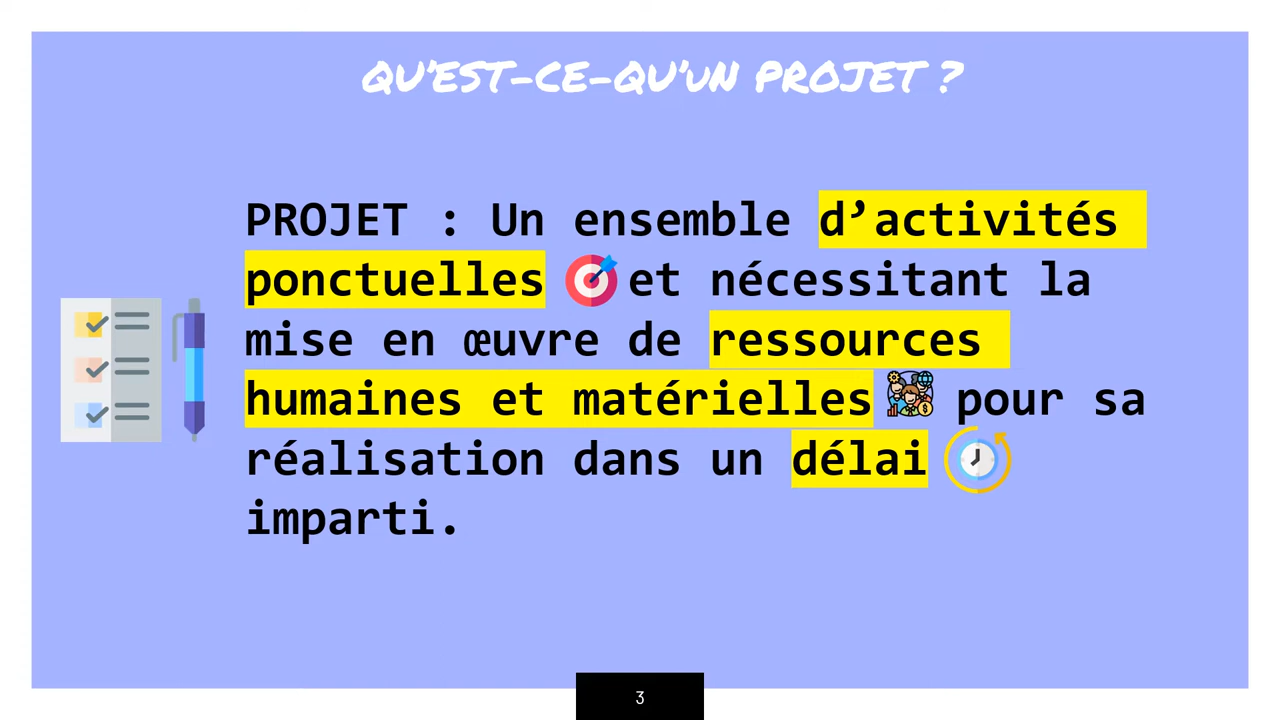 QU'EST-CE-QU'UN PROJET ?
PROJET : Un ensemble d’activités
ponctuelles et nécessitant la
mise en œuvre de ressources
humaines et matérielles pour sa
réalisation dans un délai
imparti.
3